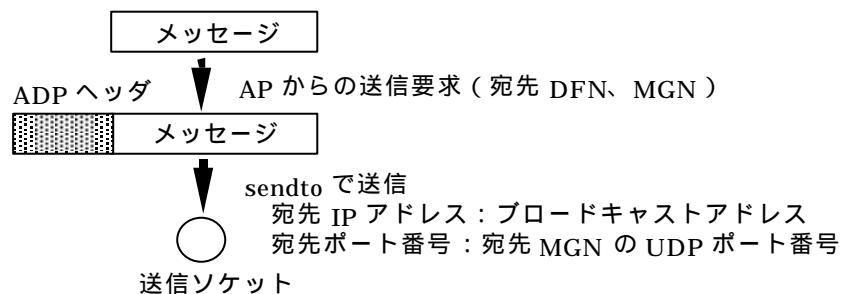 メッセージ
AP からの送信要求（宛先 DFN、MGN）
ADP ヘッダ
メッセージ
sendto で送信
宛先 IP アドレス：ブロードキャストアドレス
宛先ポート番号：宛先 MGN の UDP ポート番号
送信ソケット